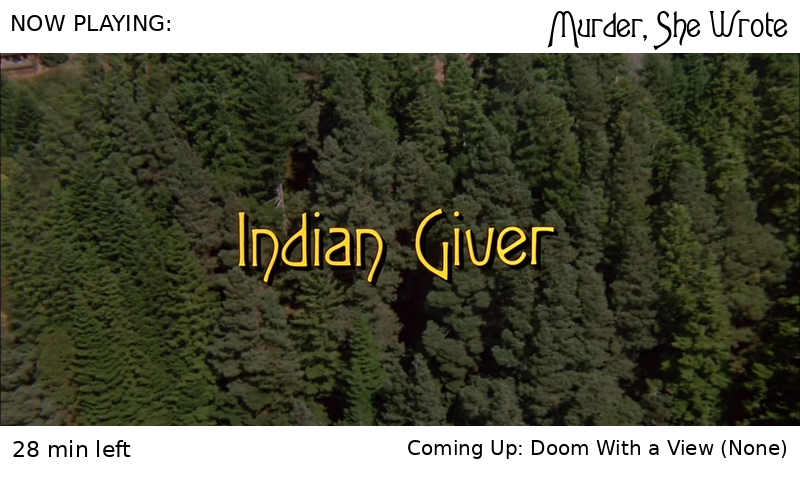 NOW PLAYING:
Murder, She Wrote
Indian Giver
28 min left
Coming Up: Doom With a View (None)